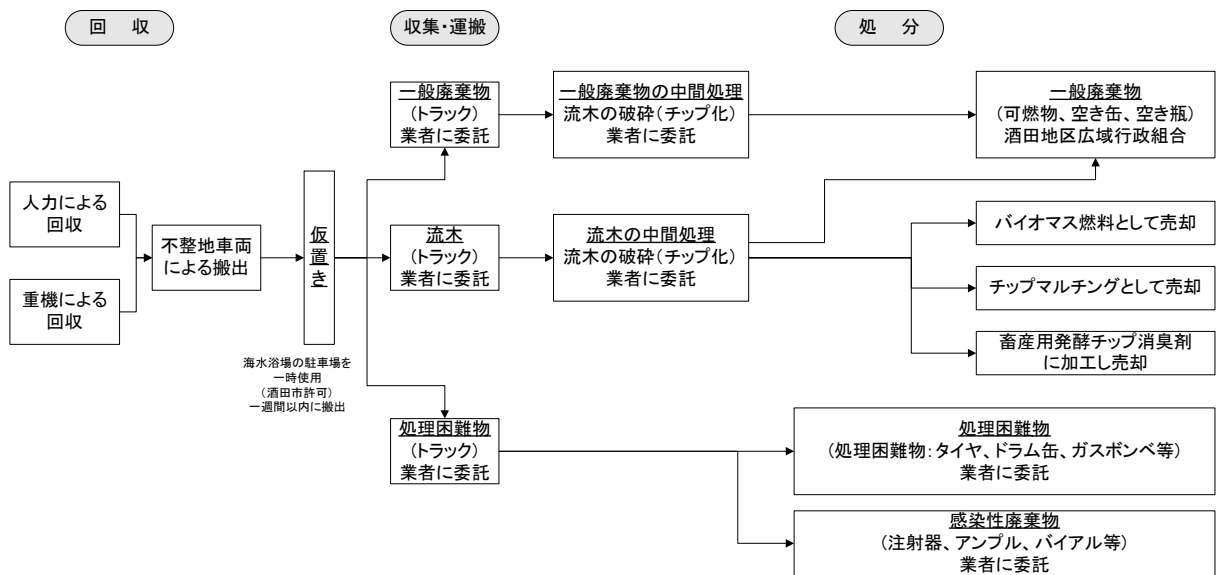 回　収
収集・運搬
処　分
人力による
回収
重機による
回収
不整地車両
による搬出
仮置き
海水浴場の駐車場を
一時使用
（酒田市許可）
一週間以内に搬出
一般廃棄物
（トラック）
業者に委託
一般廃棄物の中間処理
流木の破砕（チップ化）
業者に委託
一般廃棄物
（可燃物、空き缶、空き瓶）
酒田地区広域行政組合
流木
（トラック）
業者に委託
流木の中間処理
流木の破砕（チップ化）
業者に委託
バイオマス燃料として売却
チップマルチングとして売却
畜産用発酵チップ消臭剤
に加工し売却
処理困難物
（トラック）
業者に委託
処理困難物
（処理困難物：タイヤ、ドラム缶、ガスボンベ等）
業者に委託
感染性廃棄物
（注射器、アンプル、バイアル等）
業者に委託